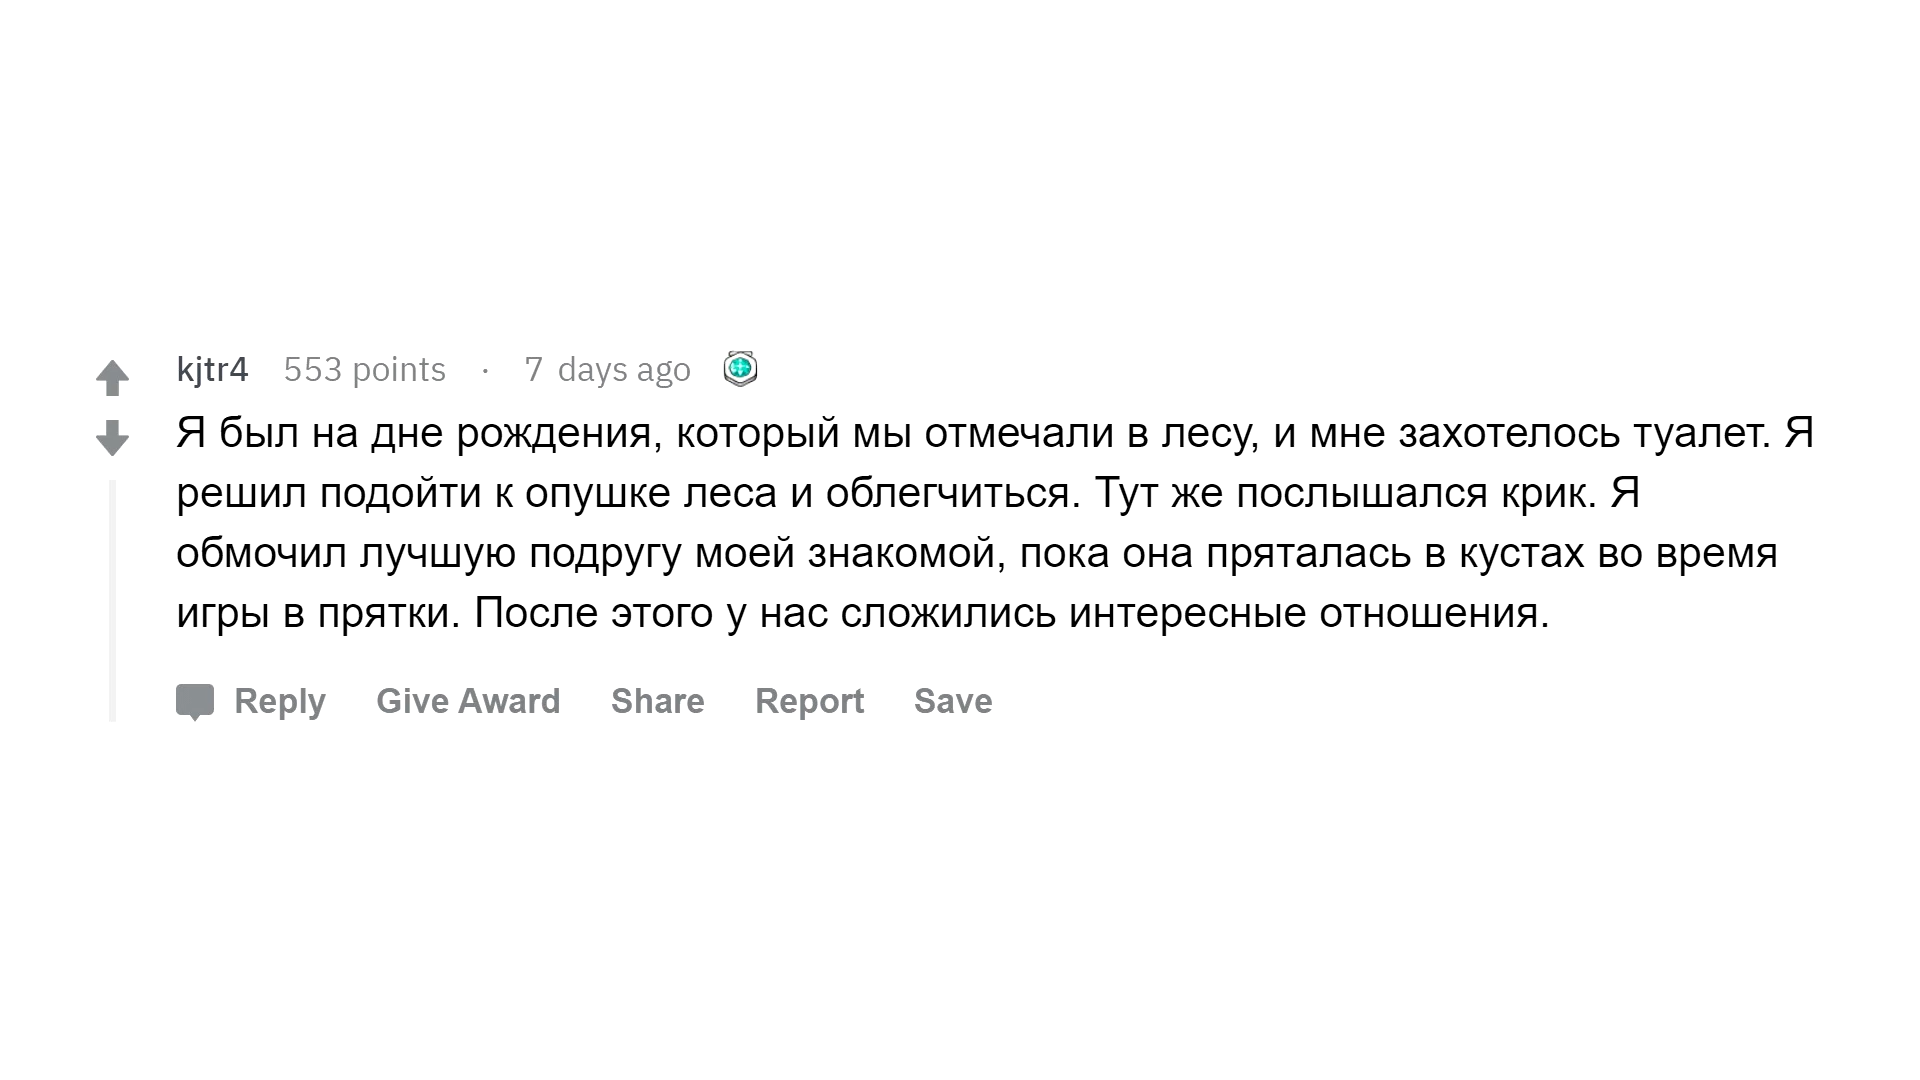 kjtr4 553 points · 7 days ago
Я был на дне рождения, который мы отмечали в лесу, и мне захотелось туалет. Я
решил подойти к опушке леса и облегчиться. Тут же послышался крик. Я
обмочил лучшую подругу моей знакомой, пока она пряталась в кустах во время
игры в прятки. После этого у нас сложились интересные отношения.
Reply Give Award Share Report Save